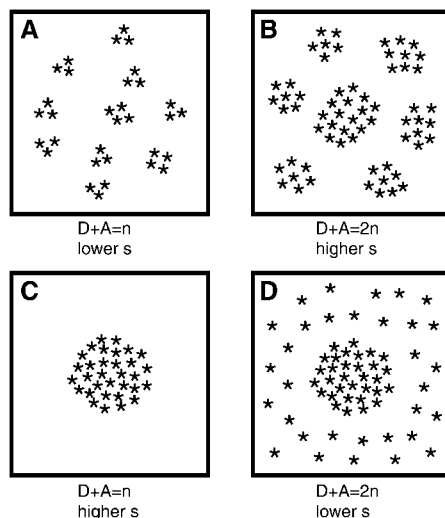 A
B
D+A=n
lower s
D+A=2n
higher s
C
D
D+A=n
higher s
D+A=2n
lower s